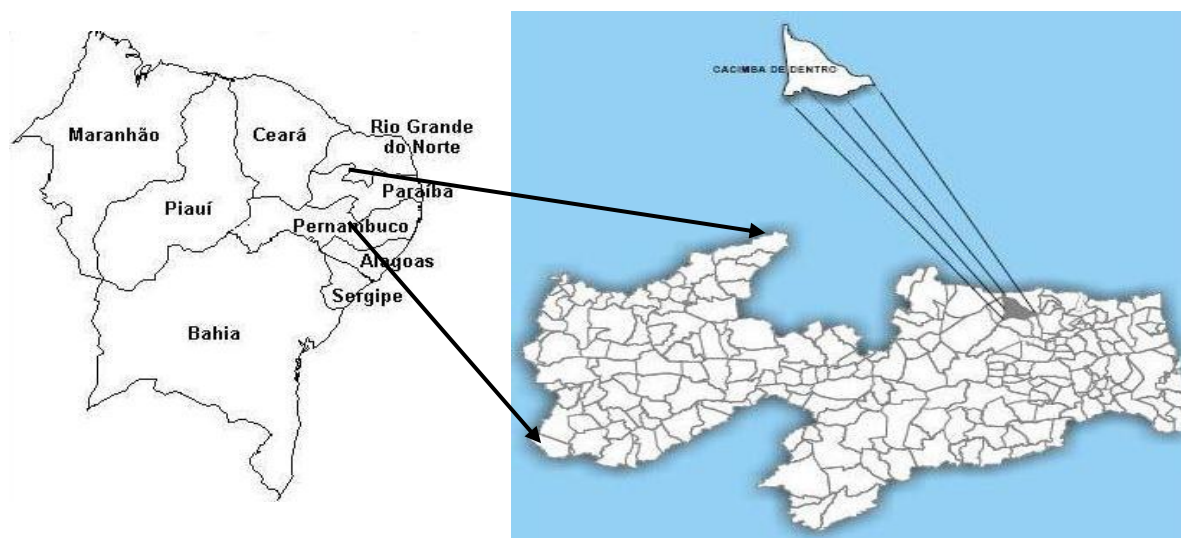 Maranhão
Ceará
Rio Grande
do Norte
Paraíba
Piauí
Pernambuco
Alagoas
Sergipe
Bahia
CACIMBA DE DENTRO